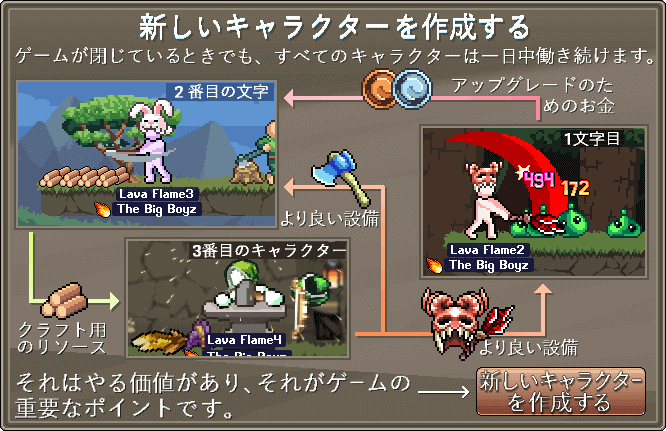 新しいキャラクターを作成する
ゲームが閉じているときでも、すべてのキャラクターは一日中働き続けます。
2番目の文字
アップグレードのた
めのお金
1文字目
494
172
Lava Flame3
The Big Boyz
より良い設備
Lava Flame2
The Big Boyz
3番目のキャラクター
クラフト用
のリソース
Lava Flame4
The Big Boyz
より良い設備
それはやる価値があり、それがゲームの
重要なポイントです。
新しいキャラクター
を作成する